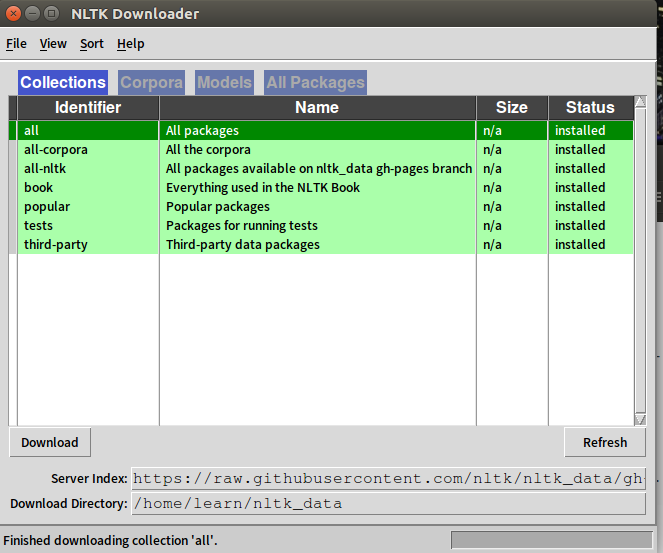 NLTK Downloader
File View Sort Help
Collections Corpora Models All Packages
Identifier Name Size Status
all All packages n/a installed
all-corpora All the corpora n/a installed
all-nltk All packages available on nltk_data gh-pages branch n/a installed
book Everything used in the NLTK Book n/a installed
popular Popular packages n/a installed
tests Packages for running tests n/a installed
third-party Third-party data packages n/a installed
Download Refresh
Server Index: https://raw.githubusercontent.com/nltk/nltk_data/gh-
Download Directory: /home/learn/nltk_data
Finished downloading collection 'all'.